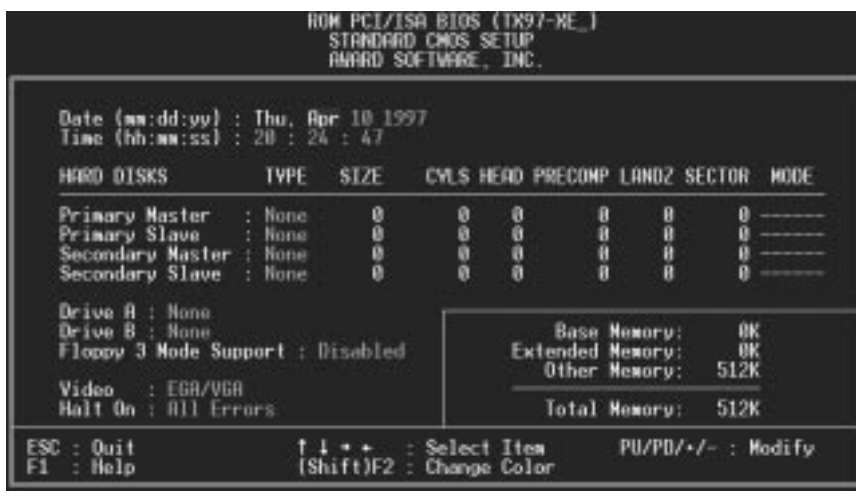 ROM PCI/ISA BIOS (TX97-XE_)
STANDARD CMOS SETUP
AWARD SOFTWARE, INC.
Date (mm:dd:yy) : Thu, Apr 10 1997
Time (hh:mm:ss) : 20 : 24 : 47
HARD DISKS TYPE SIZE CYLS HEAD PRECOMP LANDZ SECTOR MODE
Primary Master : None 0 0 0 0 0 0 ------
Primary Slave : None 0 0 0 0 0 0 ------
Secondary Master : None 0 0 0 0 0 0 ------
Secondary Slave : None 0 0 0 0 0 0 ------
Drive A : None
Drive B : None
Floppy 3 Mode Support : Disabled
Video : EGA/VGA
Halt On : All Errors
Base Memory: 0K
Extended Memory: 0K
Other Memory: 512K
Total Memory: 512K
ESC : Quit ↑ ↓ → ← : Select Item PU/PD/+/- : Modify
F1 : Help (Shift)F2 : Change Color